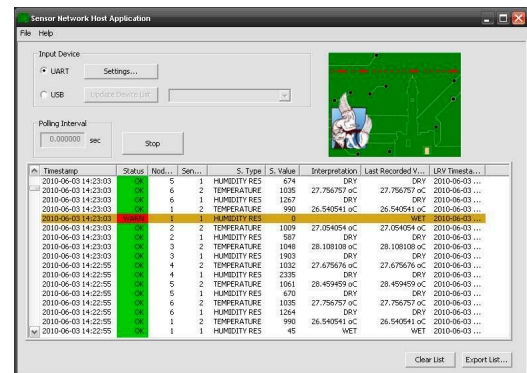 Sensor Network Host Application
File Help
Input Device
UART Settings...
USB Update Device List
Polling Interval
0.000000 sec Stop
Timestamp Status Nod... Sen... S. Type S. Value Interpretation Last Recorded V... LRV Timesta...
2010-06-03 14:23:03 OK 5 1 HUMIDITY RES 674 DRY DRY 2010-06-03 ...
2010-06-03 14:23:03 OK 6 2 TEMPERATURE 1035 27.756757 oC 27.756757 oC 2010-06-03 ...
2010-06-03 14:23:03 OK 6 1 HUMIDITY RES 1267 DRY DRY 2010-06-03 ...
2010-06-03 14:23:03 OK 1 2 TEMPERATURE 990 26.540541 oC 26.540541 oC 2010-06-03 ...
2010-06-03 14:23:03 WARN 1 1 HUMIDITY RES 0 WET 2010-06-03 ...
2010-06-03 14:23:03 OK 2 2 TEMPERATURE 1009 27.054054 oC 27.054054 oC 2010-06-03 ...
2010-06-03 14:23:03 OK 2 1 HUMIDITY RES 587 DRY DRY 2010-06-03 ...
2010-06-03 14:23:03 OK 3 2 TEMPERATURE 1048 28.108108 oC 28.108108 oC 2010-06-03 ...
2010-06-03 14:23:03 OK 3 1 HUMIDITY RES 1903 DRY DRY 2010-06-03 ...
2010-06-03 14:22:55 OK 4 2 TEMPERATURE 1032 27.675676 oC 27.675676 oC 2010-06-03 ...
2010-06-03 14:22:55 OK 4 1 HUMIDITY RES 2335 DRY DRY 2010-06-03 ...
2010-06-03 14:22:55 OK 5 2 TEMPERATURE 1061 28.459459 oC 28.459459 oC 2010-06-03 ...
2010-06-03 14:22:55 OK 5 1 HUMIDITY RES 670 DRY DRY 2010-06-03 ...
2010-06-03 14:22:55 OK 6 2 TEMPERATURE 1035 27.756757 oC 27.756757 oC 2010-06-03 ...
2010-06-03 14:22:55 OK 6 1 HUMIDITY RES 1264 DRY DRY 2010-06-03 ...
2010-06-03 14:22:55 OK 1 2 TEMPERATURE 990 26.540541 oC 26.540541 oC 2010-06-03 ...
2010-06-03 14:22:55 OK 1 1 HUMIDITY RES 45 WET WET 2010-06-03 ...
Clear List Export List...